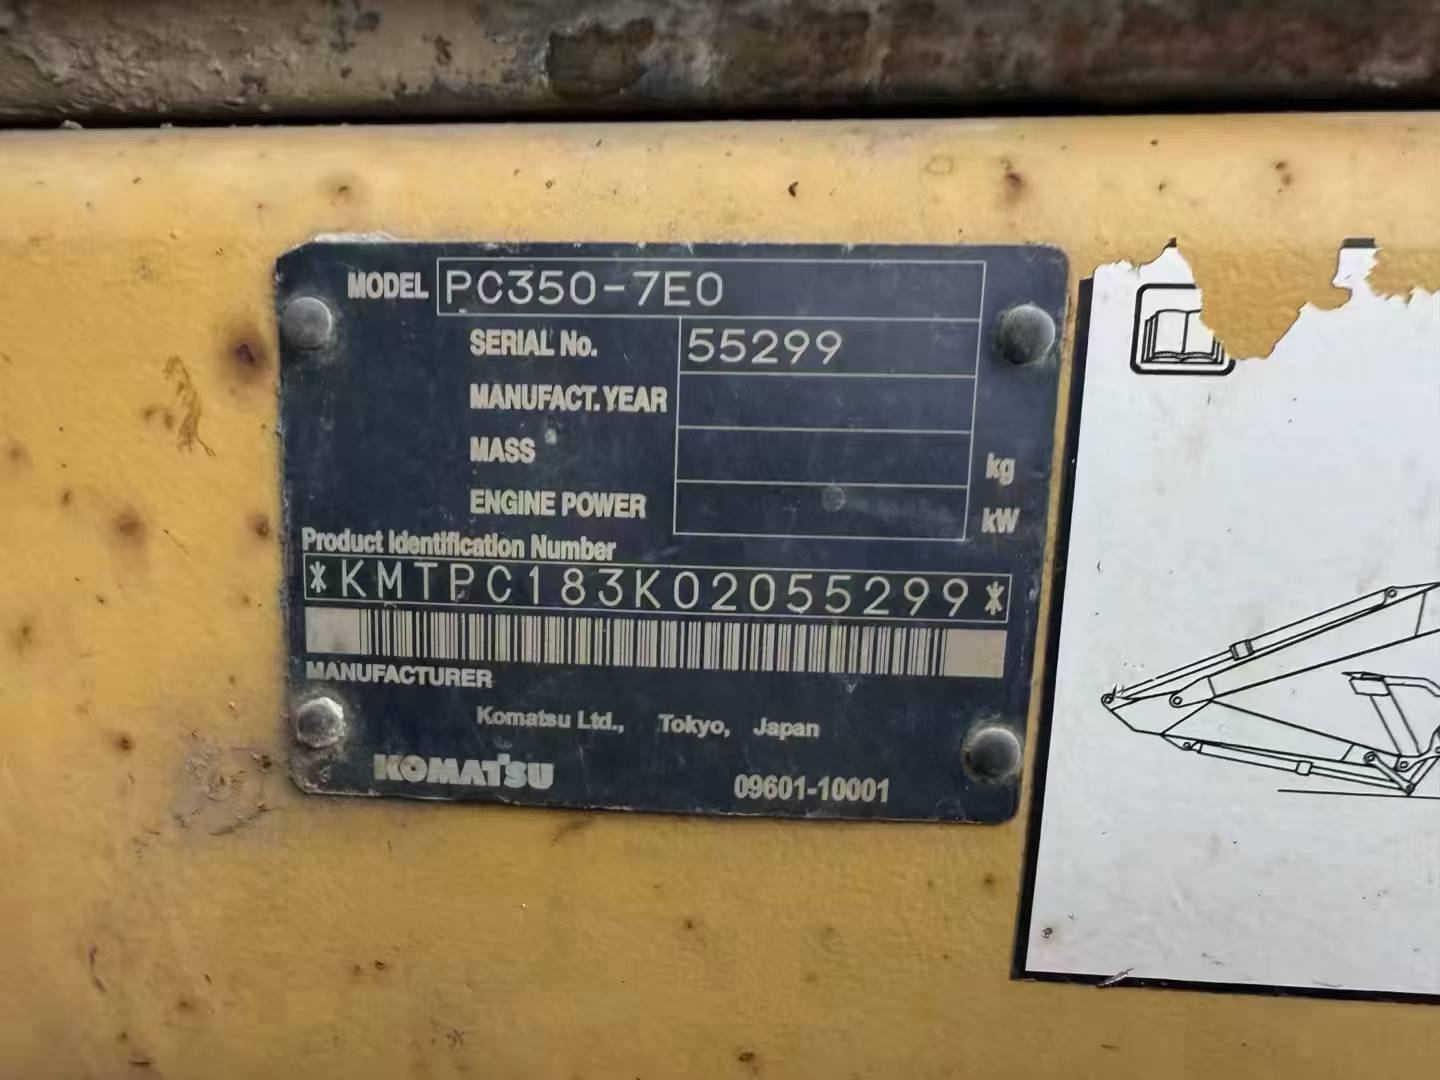 MODEL PC350-7E0
SERIAL No. 55299
MANUFACT. YEAR
MASS kg
ENGINE POWER kW
Product Identification Number
*KMTPC183K02055299*
MANUFACTURER
Komatsu Ltd., Tokyo, Japan
KOMATSU 09601-10001